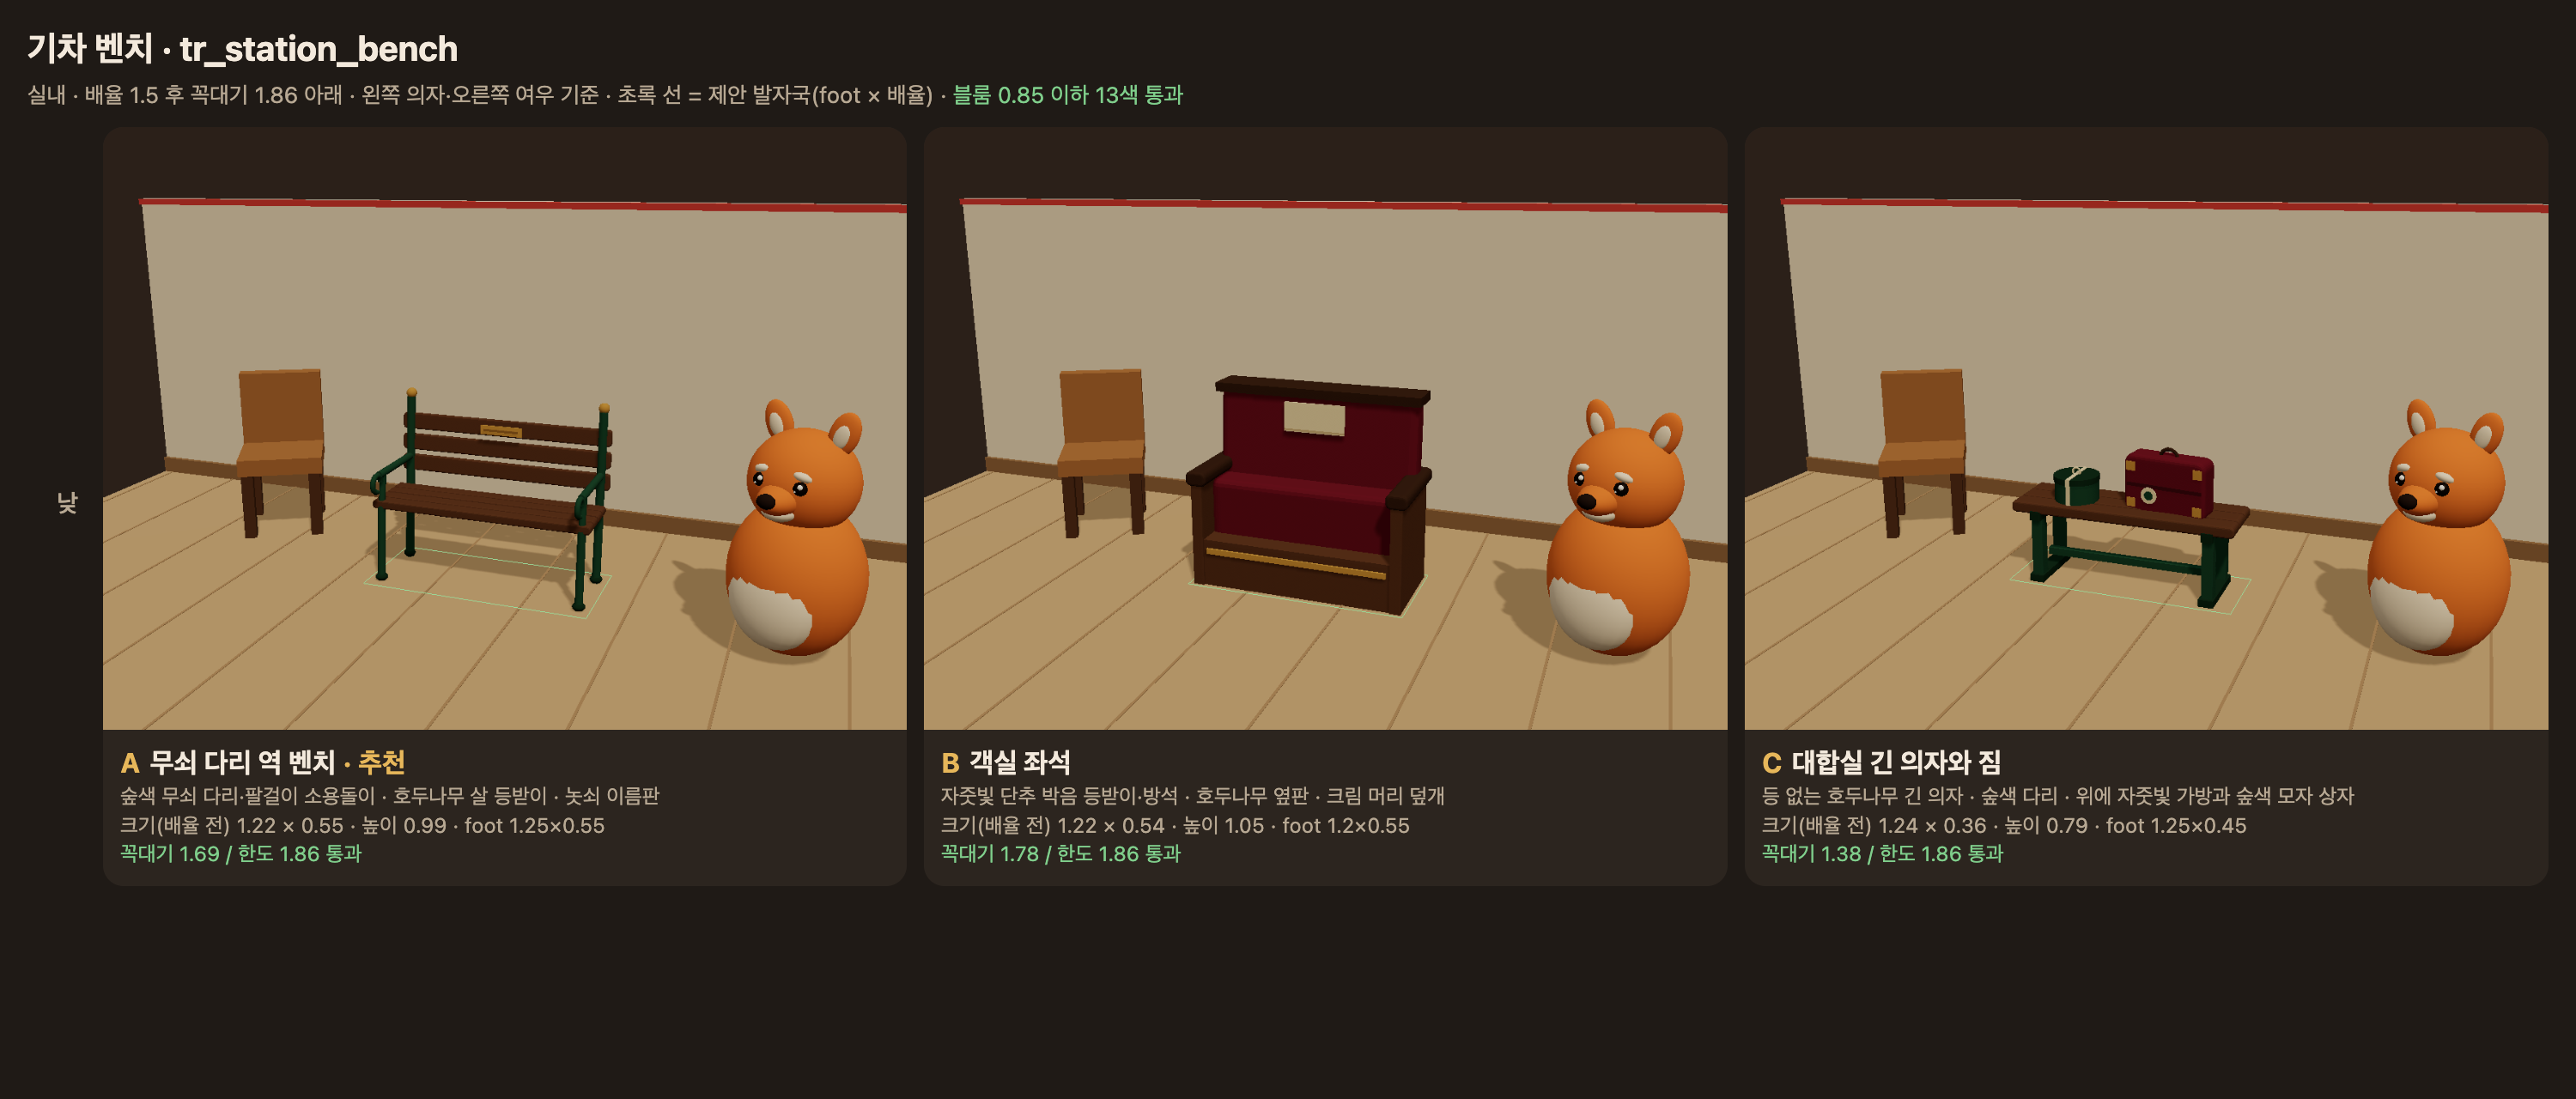 기차 벤치 · tr_station_bench
실내 · 배율 1.5 후 꼭대기 1.86 아래 · 왼쪽 의자·오른쪽 여우 기준 · 초록 선 = 제안 발자국(foot × 배율) · 블룸 0.85 이하 13색 통과
낮
A 무쇠 다리 역 벤치 · 추천
숲색 무쇠 다리·팔걸이 소용돌이 · 호두나무 살 등받이 · 놋쇠 이름판
크기(배율 전) 1.22 × 0.55 · 높이 0.99 · foot 1.25×0.55
꼭대기 1.69 / 한도 1.86 통과
B 객실 좌석
자줏빛 단추 박음 등받이·방석 · 호두나무 옆판 · 크림 머리 덮개
크기(배율 전) 1.22 × 0.54 · 높이 1.05 · foot 1.2×0.55
꼭대기 1.78 / 한도 1.86 통과
C 대합실 긴 의자와 짐
등 없는 호두나무 긴 의자 · 숲색 다리 · 위에 자줏빛 가방과 숲색 모자 상자
크기(배율 전) 1.24 × 0.36 · 높이 0.79 · foot 1.25×0.45
꼭대기 1.38 / 한도 1.86 통과